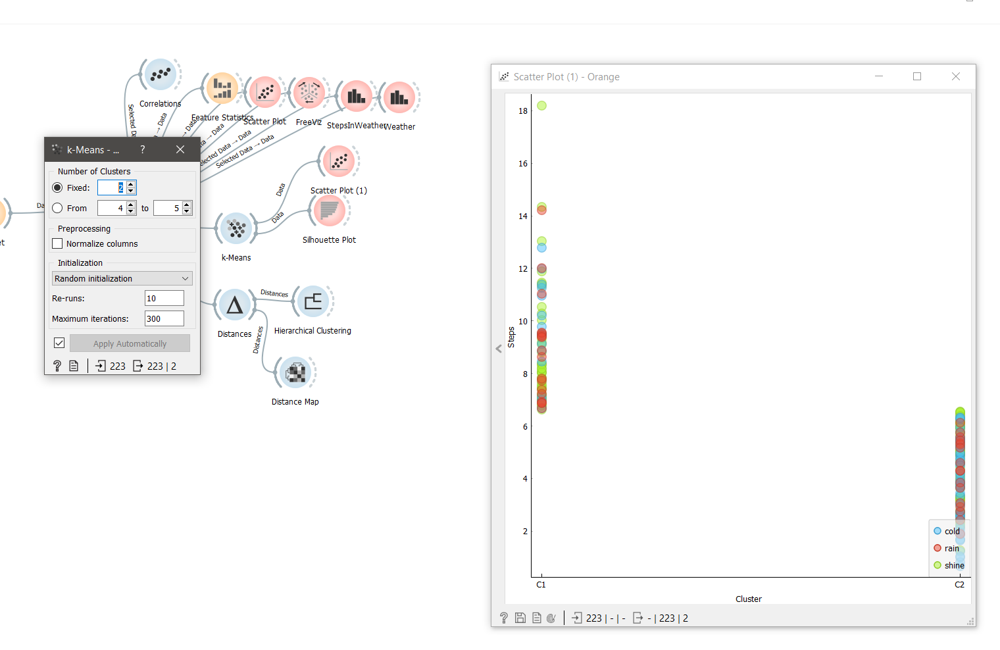 Correlations
Feature Statistics
Scatter Plot
FreeViz
StepsInWeather
Weather
Selected Da
→ Data
→ Data
ta → Data
elected Data → Data
Selected Data → Data
k-Means - ... ?
Number of Clusters
Fixed: 2
From 4 to 5
Preprocessing
Normalize columns
Initialization
Random initialization
Re-runs: 10
Maximum iterations: 300
Apply Automatically
? 223 223 | 2
Da
et
Data
Scatter Plot (1)
Data
Silhouette Plot
k-Means
Distances
Distances
Hierarchical Clustering
Distances
Distance Map
Scatter Plot (1) - Orange
18
16
14
12
10
8
6
4
2
Steps
cold
rain
shine
C1 C2
Cluster
? 223 | - | - - | 223 | 2